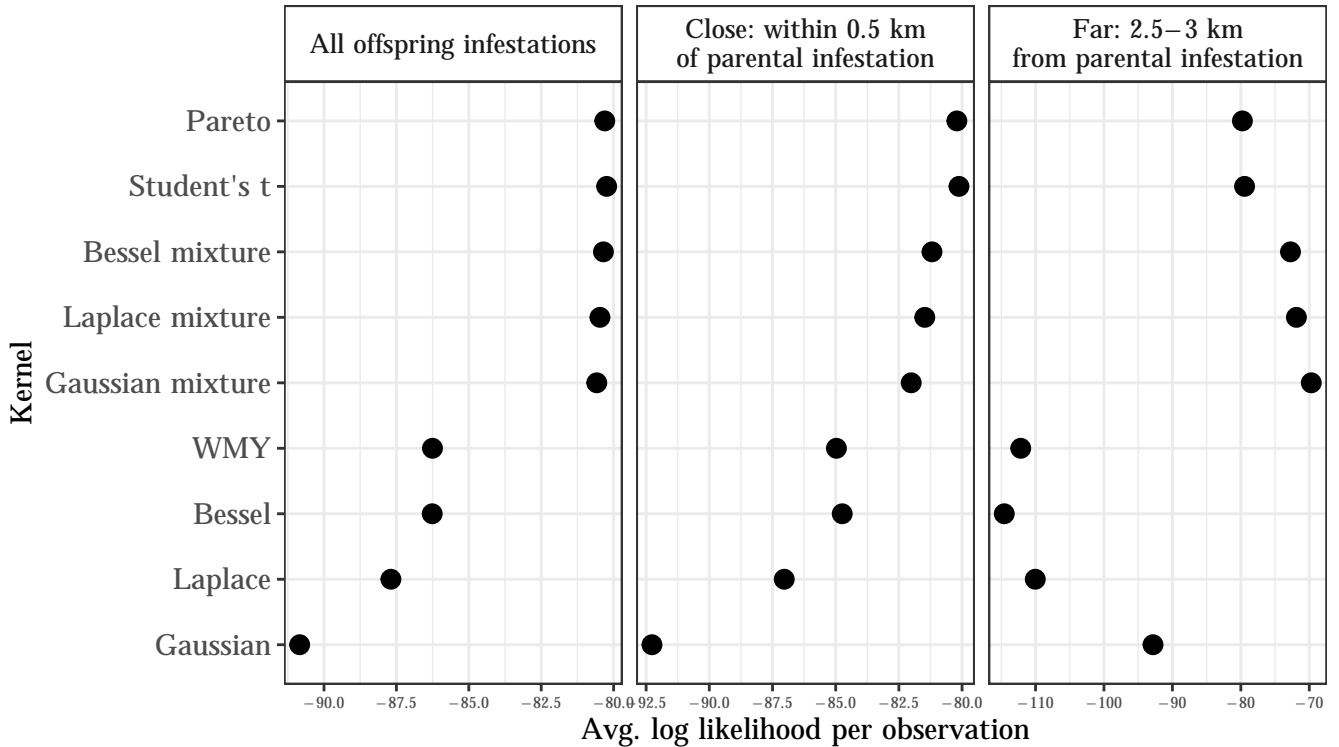 All offspring infestations
Close: within 0.5 km
of parental infestation
Far: 2.5−3 km
from parental infestation
Kernel
Pareto
Student's t
Bessel mixture
Laplace mixture
Gaussian mixture
WMY
Bessel
Laplace
Gaussian
−90.0 −87.5 −85.0 −82.5 −80.0
−92.5 −90.0 −87.5 −85.0 −82.5 −80.0
−110 −100 −90 −80 −70
Avg. log likelihood per observation